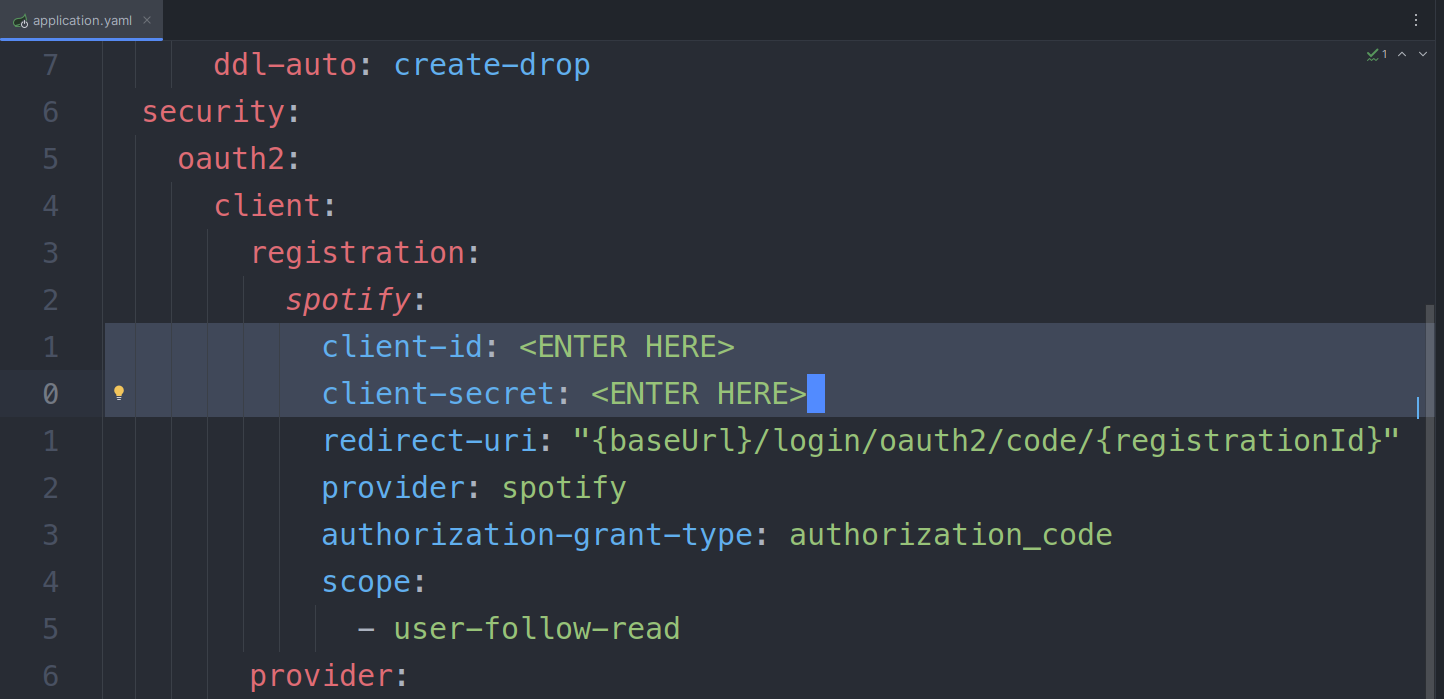 application.yaml
1
7 ddl-auto: create-drop
6 security:
5 oauth2:
4 client:
3 registration:
2 spotify:
1 client-id: <ENTER HERE>
0 client-secret: <ENTER HERE>
1 redirect-uri: "{baseUrl}/login/oauth2/code/{registrationId}"
2 provider: spotify
3 authorization-grant-type: authorization_code
4 scope:
5 - user-follow-read
6 provider: